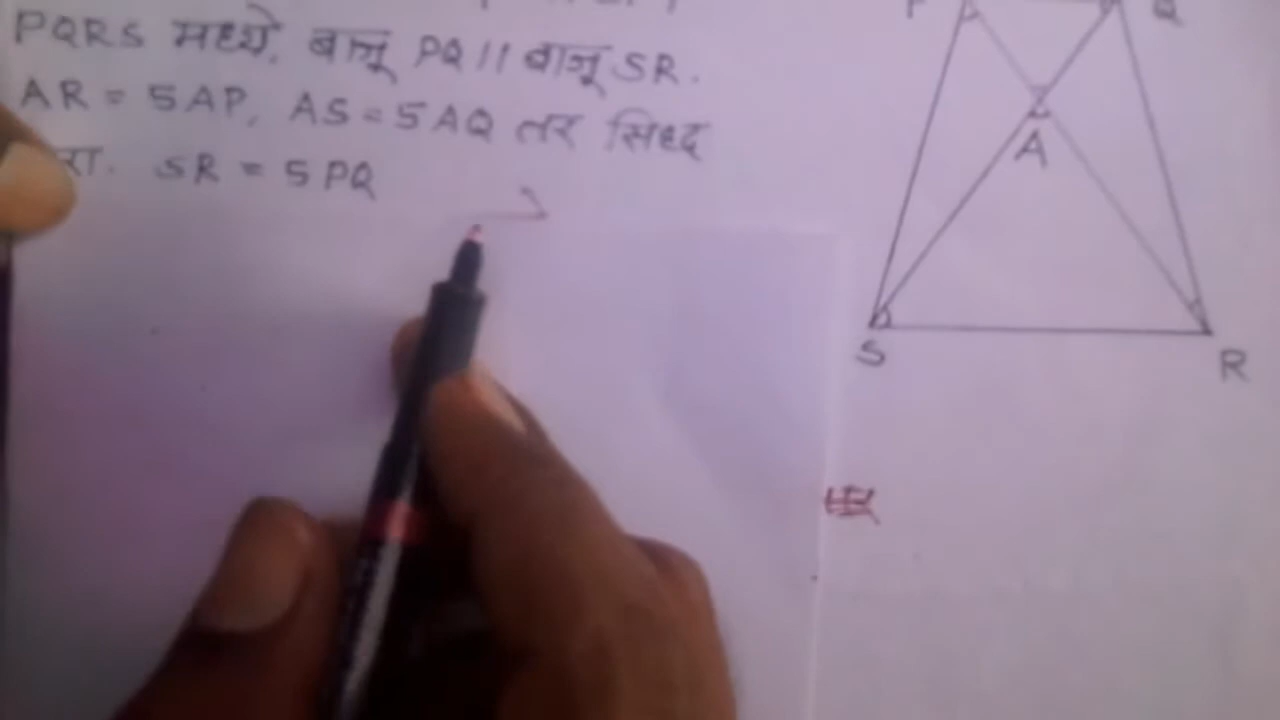 PQRS मध्ये, बाजू PQ || बाजू SR.
AR = 5AP, AS = 5AQ तर सिध्द
SR = 5PQ
P
Q
A
S
R